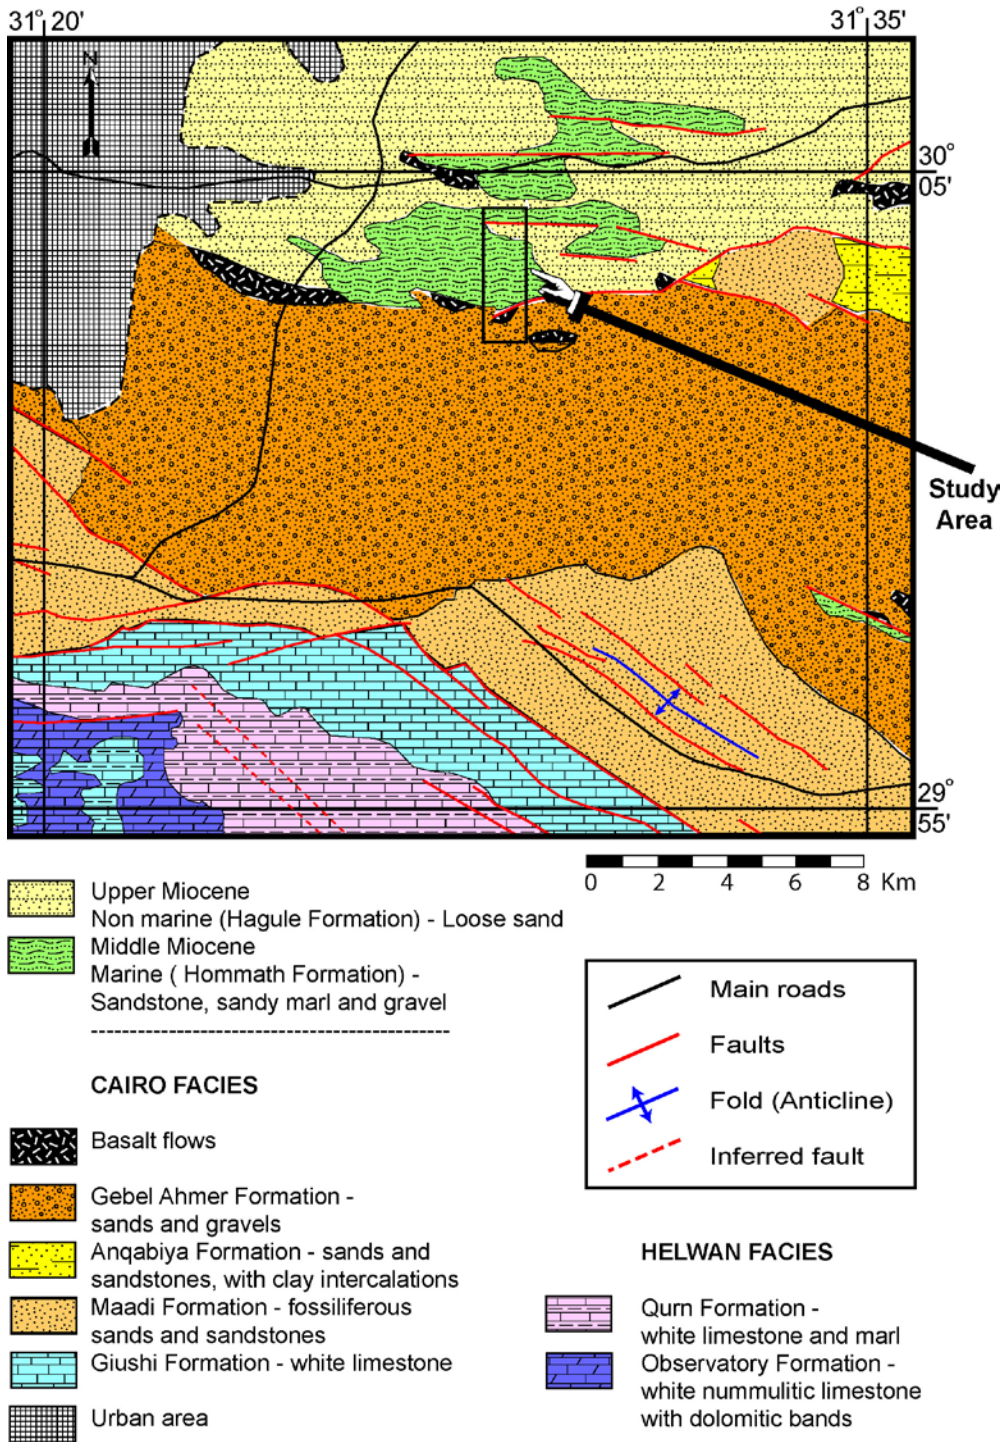 31° 20'
31° 35'
N
30°
05'
Study
Area
29°
55'
0 2 4 6 8 Km
Upper Miocene
Non marine (Hagule Formation) - Loose sand
Middle Miocene
Marine ( Hommath Formation) -
Sandstone, sandy marl and gravel
CAIRO FACIES
Basalt flows
Gebel Ahmer Formation -
sands and gravels
Anqabiya Formation - sands and
sandstones, with clay intercalations
Maadi Formation - fossiliferous
sands and sandstones
Giushi Formation - white limestone
Urban area
Main roads
Faults
Fold (Anticline)
Inferred fault
HELWAN FACIES
Qurn Formation -
white limestone and marl
Observatory Formation -
white nummulitic limestone
with dolomitic bands